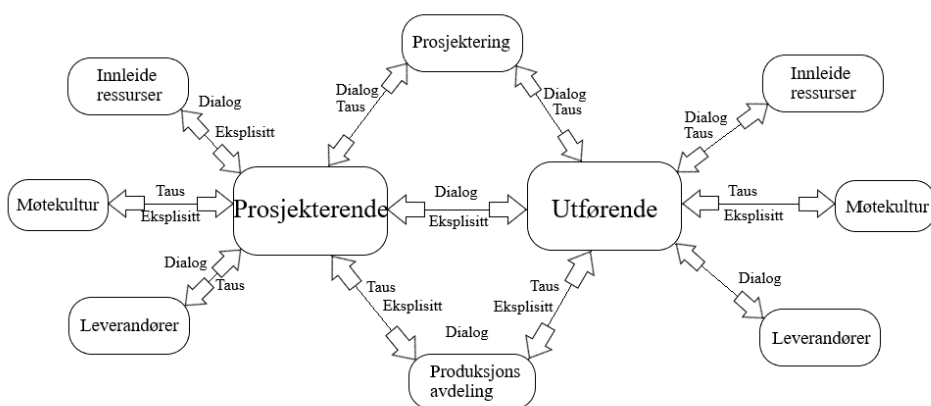 Prosjektering
Innleide
ressurser
Dialog
Eksplisitt
Dialog
Taus
Dialog
Taus
Dialog
Taus
Innleide
ressurser
Møtekultur
Taus
Eksplisitt
Prosjekterende
Dialog
Eksplisitt
Utførende
Taus
Eksplisitt
Møtekultur
Dialog
Taus
Leverandører
Taus
Eksplisitt
Dialog
Taus
Eksplisitt
Dialog
Leverandører
Produksjons
avdeling